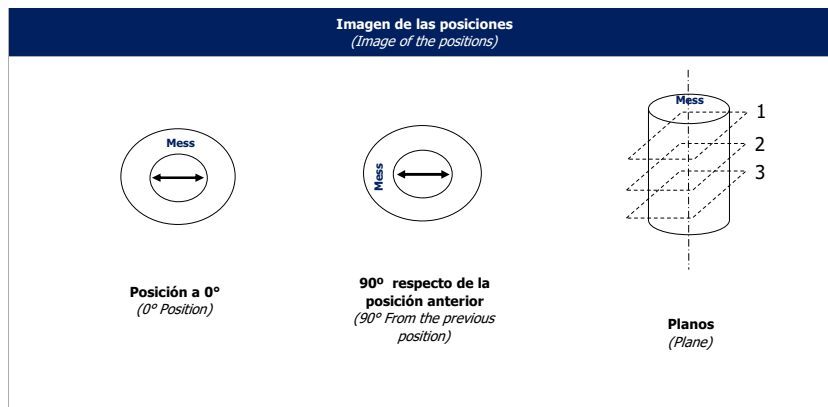 Imagen de las posiciones
(Image of the positions)
Mess
Mess
Mess
1
2
3
Posición a 0°
(0° Position)
90º respecto de la
posición anterior
(90° From the previous
position)
Planos
(Plane)